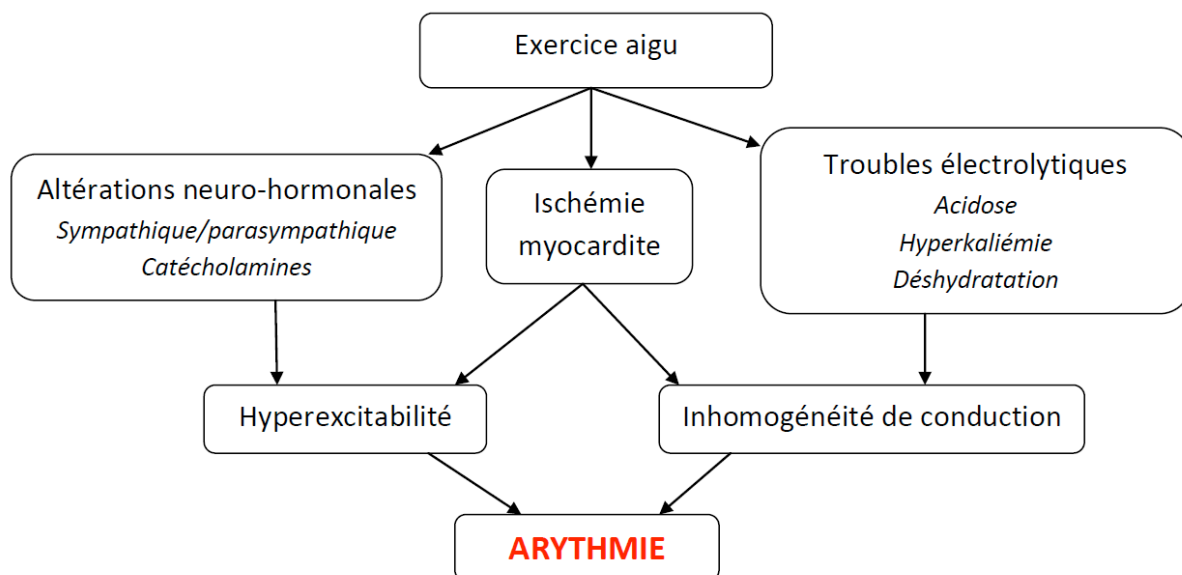 Exercice aigu
Altérations neuro-hormonales
Sympathique/parasympathique
Catécholamines
Ischémie
myocardite
Troubles électrolytiques
Acidose
Hyperkaliémie
Déshydratation
Hyperexcitabilité
Inhomogénéité de conduction
ARYTHMIE